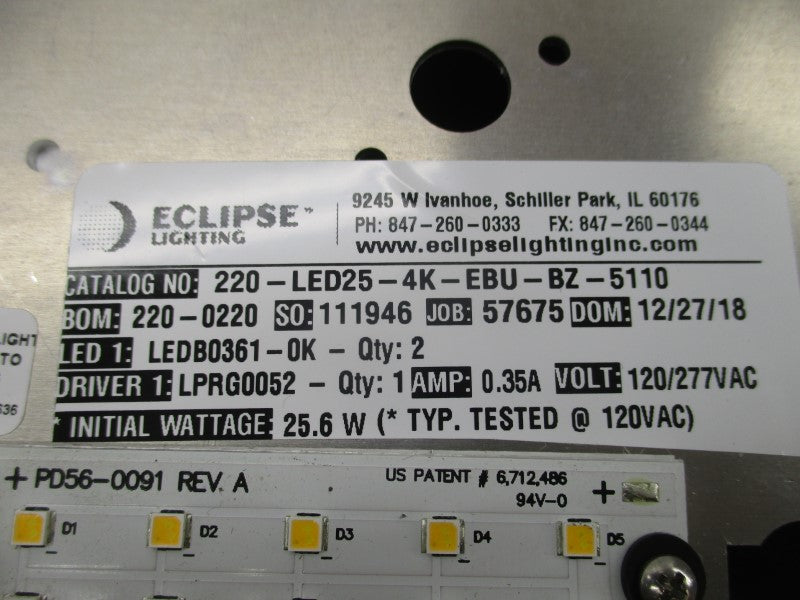 ECLIPSE™
LIGHTING
9245 W Ivanhoe, Schiller Park, IL 60176
PH: 847-260-0333 FX: 847-260-0344
www.eclipselightinginc.com
CATALOG NO: 220-LED25-4K-EBU-BZ-5110
BOM: 220-0220 SO: 111946 JOB: 57675 DOM: 12/27/18
LED 1: LEDB0361-0K - Qty: 2
DRIVER 1: LPRG0052 - Qty: 1 AMP: 0.35A VOLT: 120/277VAC
* INITIAL WATTAGE: 25.6 W (* TYP. TESTED @ 120VAC)
LIGHT
TO
636
+ PD56-0091 REV. A
US PATENT # 6,712,486
94V-0 +
D1 D2 D3 D4 D5